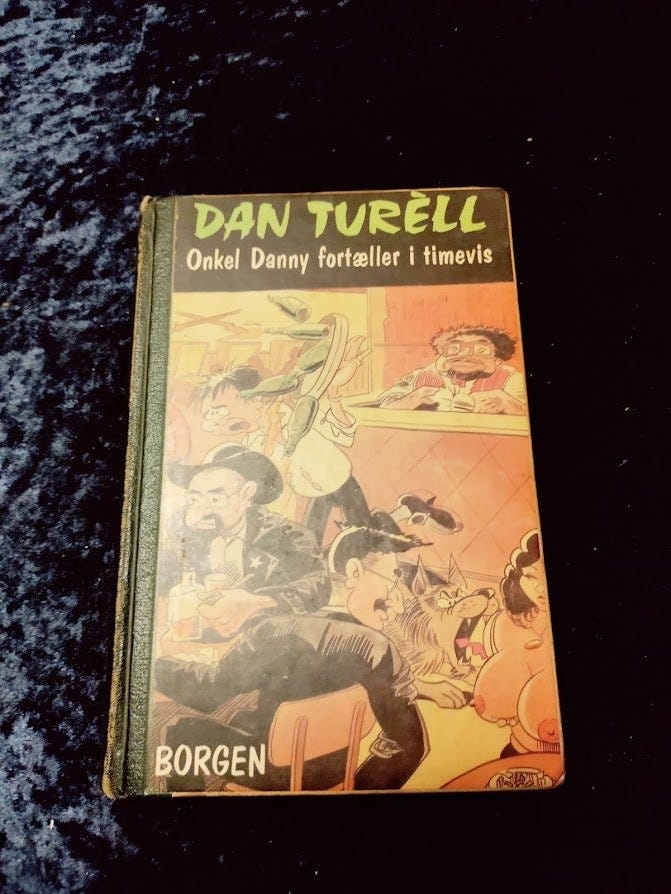 DAN TURÈLL
Onkel Danny fortæller i timevis
BORGEN